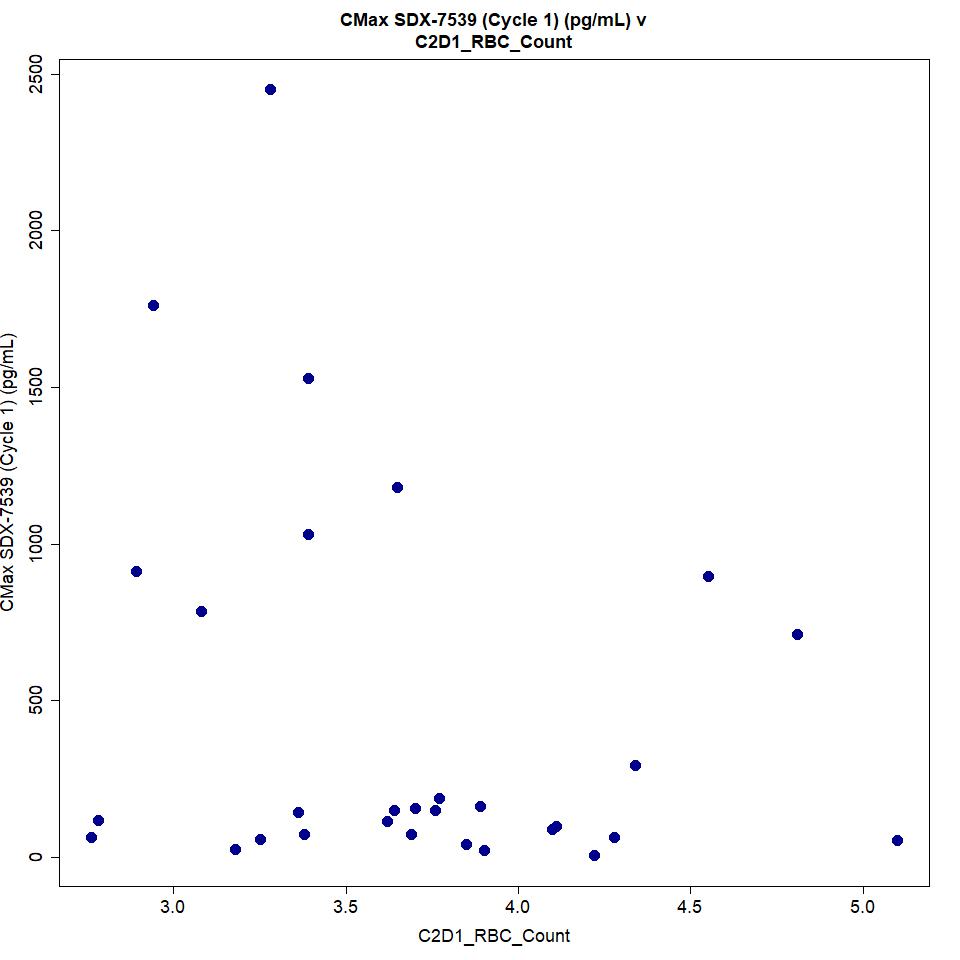 CMax SDX-7539 (Cycle 1) (pg/mL) v
C2D1_RBC_Count
2500
2000
1500
1000
500
0
CMax SDX-7539 (Cycle 1) (pg/mL)
3.0 3.5 4.0 4.5 5.0
C2D1_RBC_Count